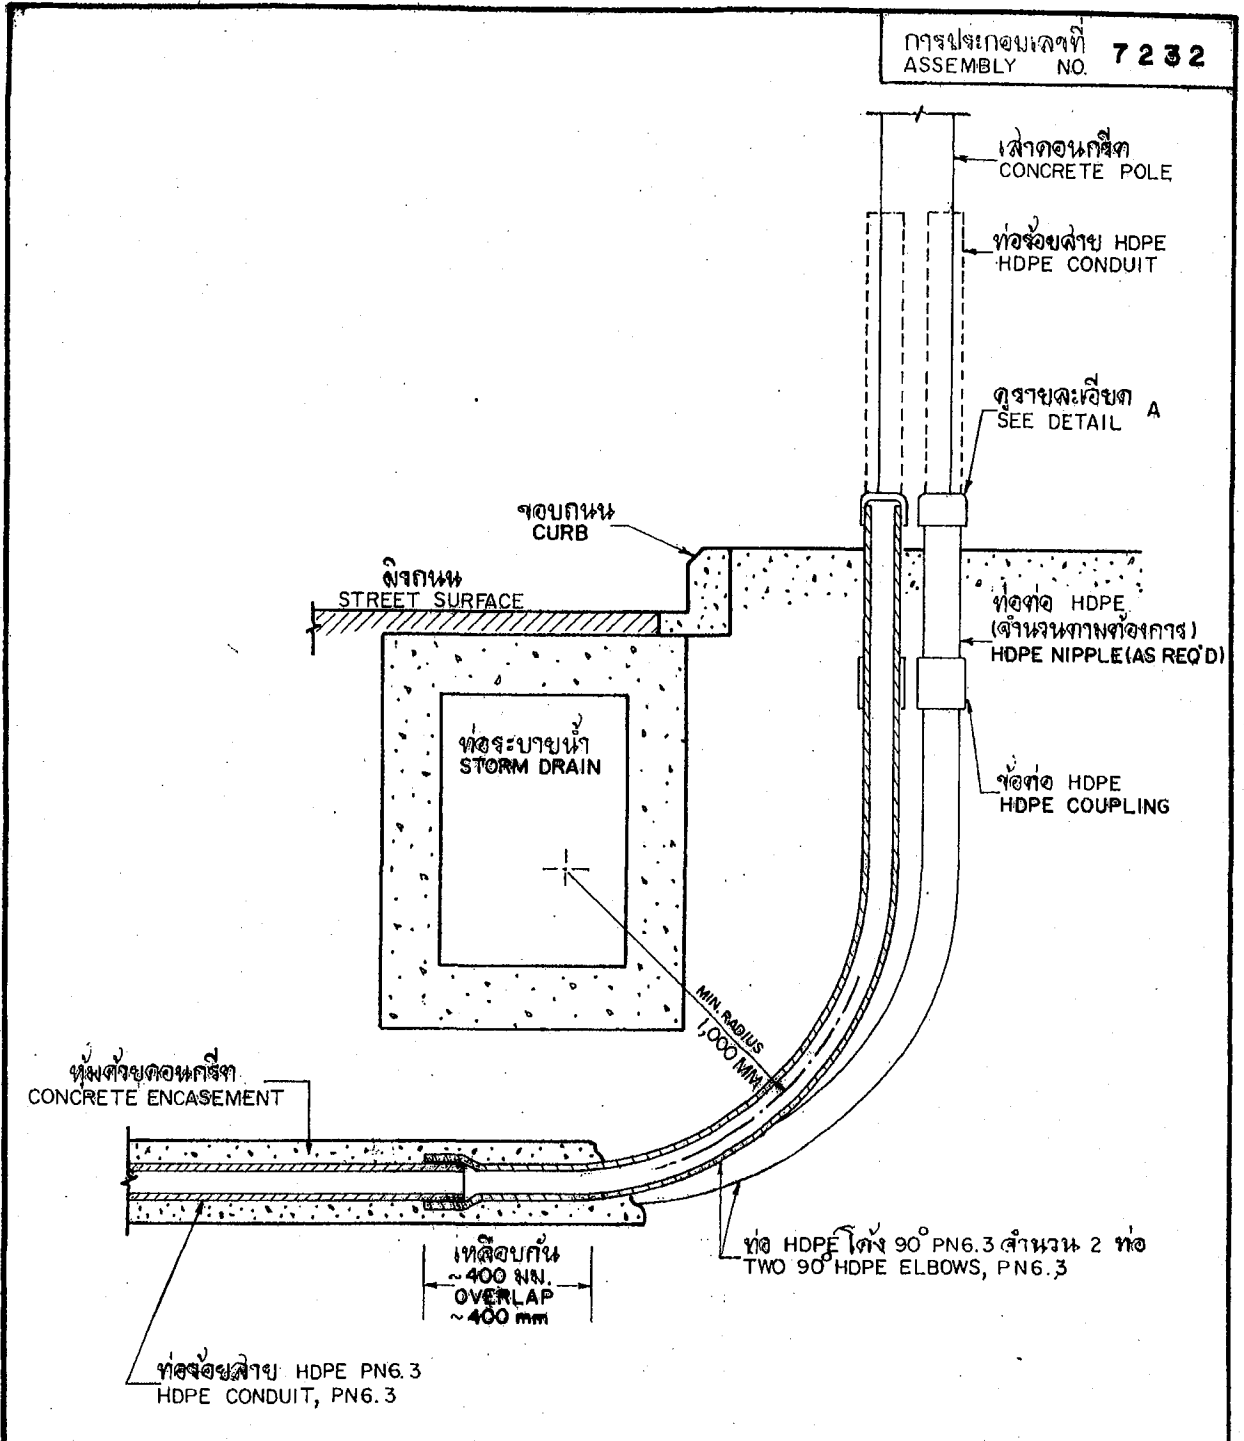 การประกอบเลขที่ 7232
ASSEMBLY NO.
เสาคอนกรีต
CONCRETE POLE
ท่อร้อยสาย HDPE
HDPE CONDUIT
ดูรายละเอียด A
SEE DETAIL
ขอบถนน
CURB
ผิวถนน
STREET SURFACE
ท่อต่อ HDPE
(จำนวนตามต้องการ)
HDPE NIPPLE (AS REQ'D)
ท่อระบายน้ำ
STORM DRAIN
ข้อต่อ HDPE
HDPE COUPLING
MIN. RADIUS
1,000 MM
หุ้มด้วยคอนกรีต
CONCRETE ENCASEMENT
ท่อ HDPE โค้ง 90° PN6.3 จำนวน 2 ท่อ
TWO 90° HDPE ELBOWS, PN6.3
เหลือบกัน
~400 มม.
OVERLAP
~400 mm
ท่อร้อยสาย HDPE PN6.3
HDPE CONDUIT, PN6.3